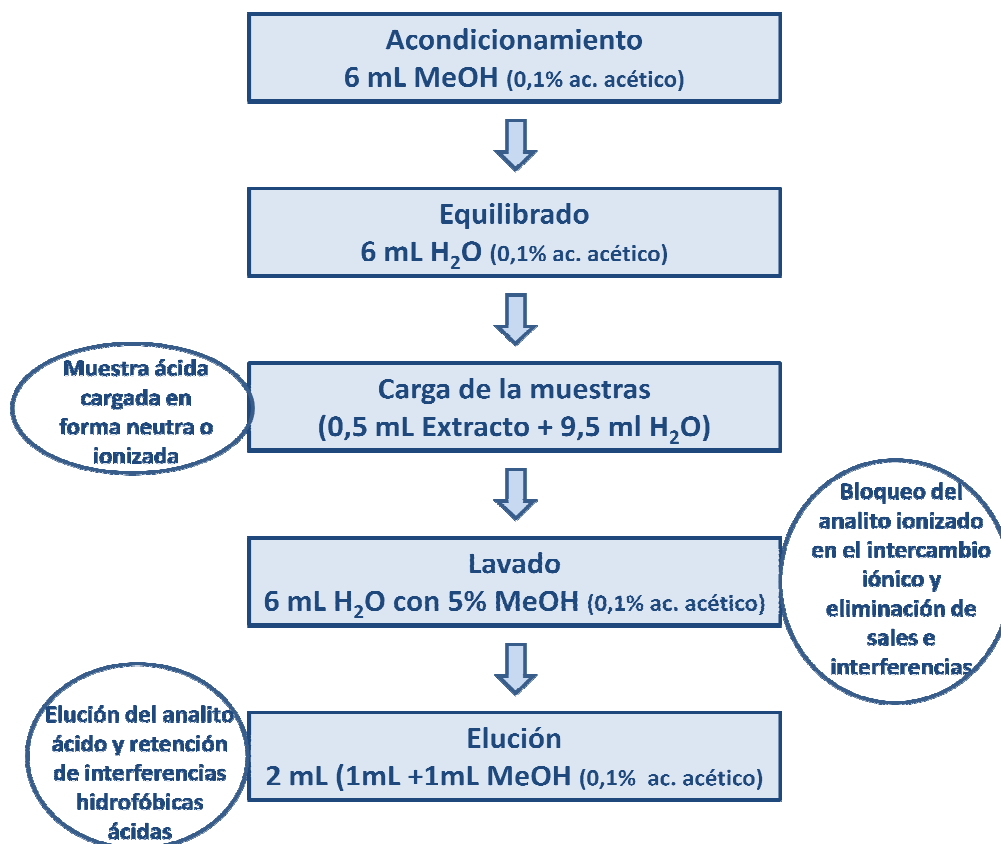 Acondicionamiento
6 mL MeOH (0,1% ac. acético)
Equilibrado
6 mL H₂O (0,1% ac. acético)
Muestra ácida
cargada en
forma neutra o
ionizada
Carga de la muestras
(0,5 mL Extracto + 9,5 ml H₂O)
Bloqueo del
analito ionizado
en el intercambio
iónico y
eliminación de
sales e
interferencias
Lavado
6 mL H₂O con 5% MeOH (0,1% ac. acético)
Elución del analito
ácido y retención
de interferencias
hidrofóbicas
ácidas
Elución
2 mL (1mL +1mL MeOH (0,1% ac. acético)